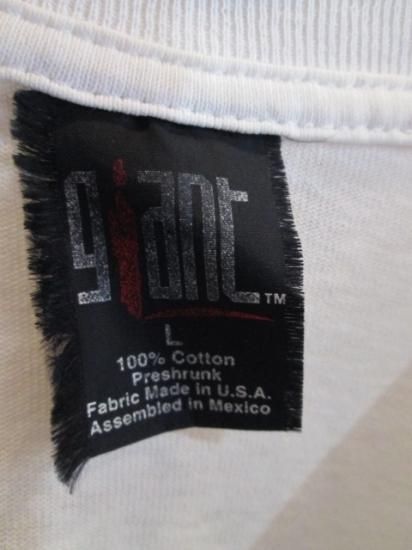 giant™
L
100% Cotton
Preshrunk
Fabric Made in U.S.A.
Assembled in Mexico